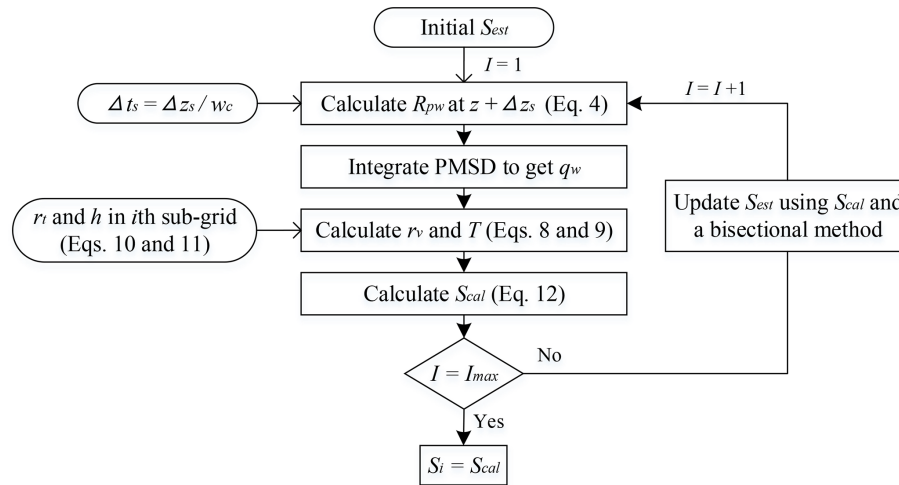 Initial Sest
I = 1
I = I +1
Δts = Δzs / wc
Calculate Rpw at z + Δzs (Eq. 4)
Integrate PMSD to get qw
rt and h in ith sub-grid
(Eqs. 10 and 11)
Calculate rv and T (Eqs. 8 and 9)
Update Sest using Scal and
a bisectional method
Calculate Scal (Eq. 12)
I = Imax
No
Yes
Si = Scal